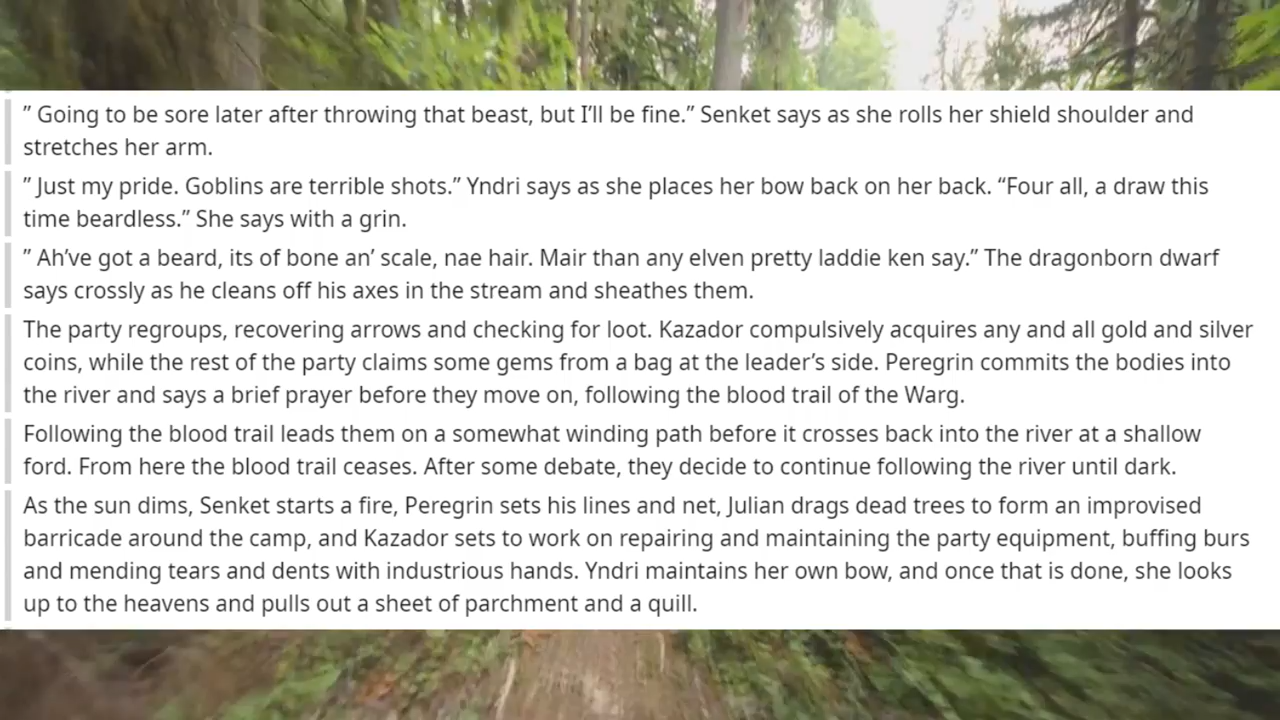 ” Going to be sore later after throwing that beast, but I’ll be fine.” Senket says as she rolls her shield shoulder and
stretches her arm.
” Just my pride. Goblins are terrible shots.” Yndri says as she places her bow back on her back. “Four all, a draw this
time beardless.” She says with a grin.
” Ah’ve got a beard, its of bone an’ scale, nae hair. Mair than any elven pretty laddie ken say.” The dragonborn dwarf
says crossly as he cleans off his axes in the stream and sheathes them.
The party regroups, recovering arrows and checking for loot. Kazador compulsively acquires any and all gold and silver
coins, while the rest of the party claims some gems from a bag at the leader’s side. Peregrin commits the bodies into
the river and says a brief prayer before they move on, following the blood trail of the Warg.
Following the blood trail leads them on a somewhat winding path before it crosses back into the river at a shallow
ford. From here the blood trail ceases. After some debate, they decide to continue following the river until dark.
As the sun dims, Senket starts a fire, Peregrin sets his lines and net, Julian drags dead trees to form an improvised
barricade around the camp, and Kazador sets to work on repairing and maintaining the party equipment, buffing burs
and mending tears and dents with industrious hands. Yndri maintains her own bow, and once that is done, she looks
up to the heavens and pulls out a sheet of parchment and a quill.